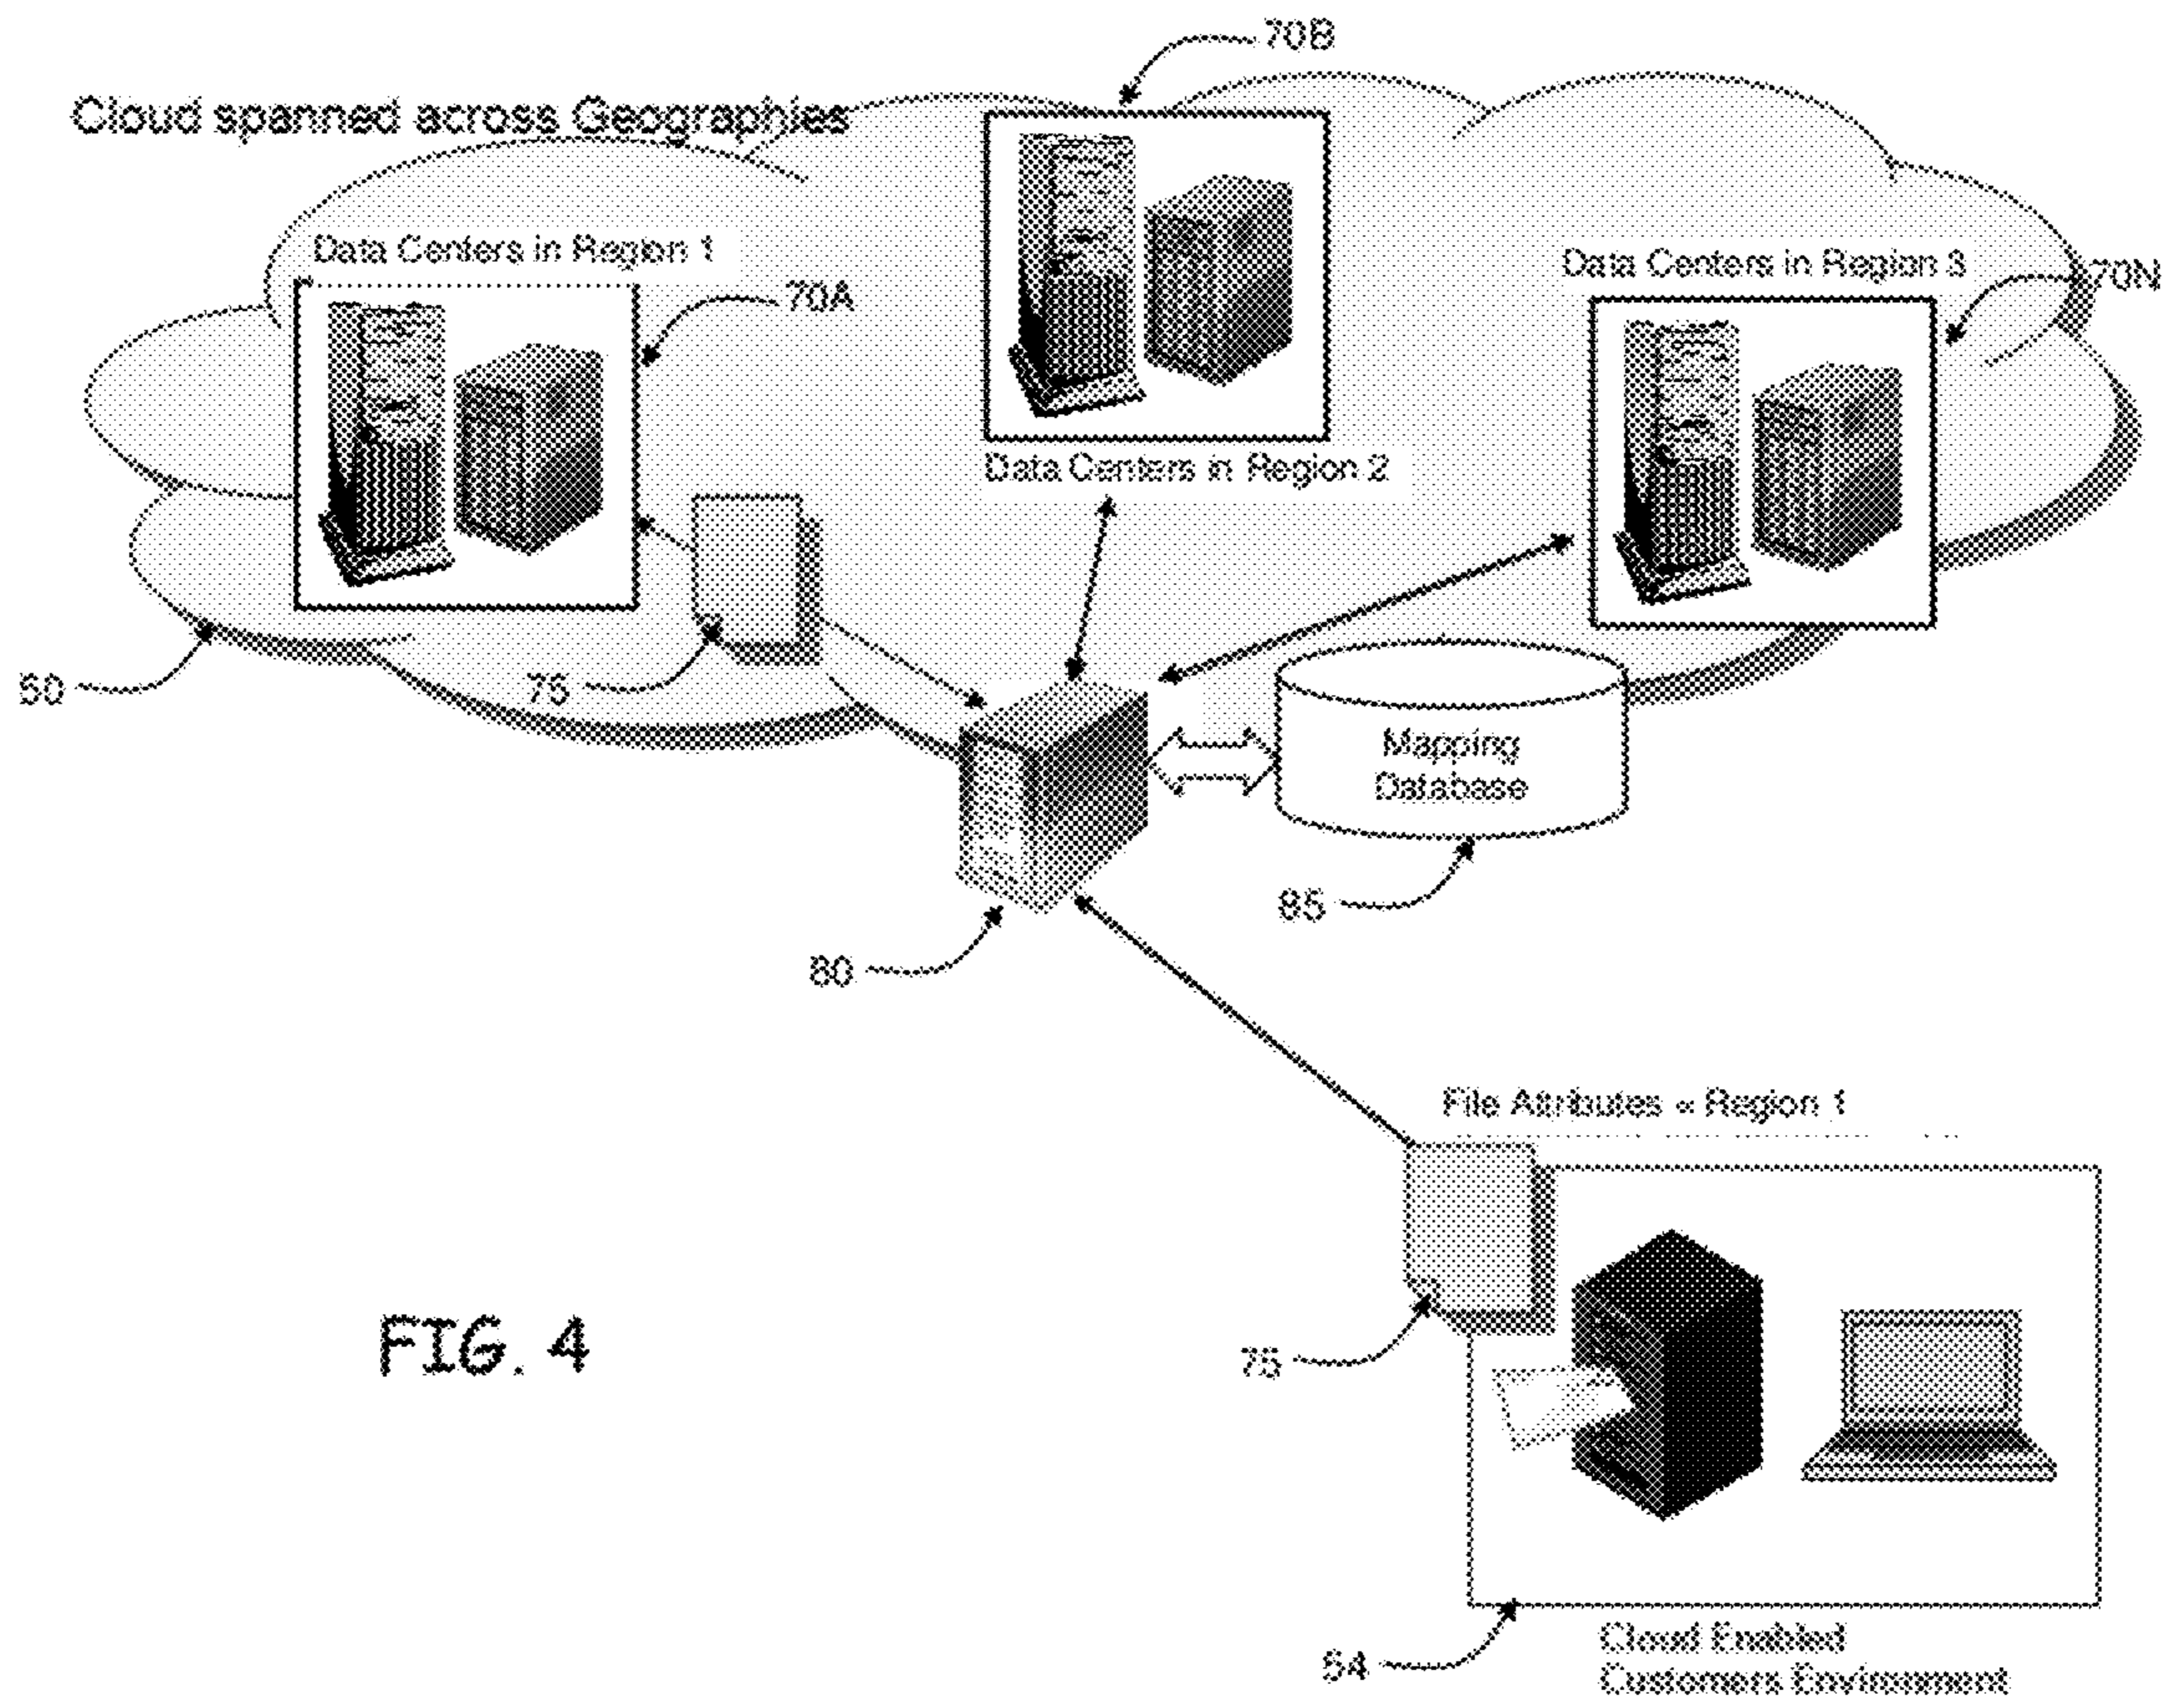 70B
Cloud spanned across Geographies
Data Centers in Region 1
70A
Data Centers in Region 3
70N
Data Centers in Region 2
50
75
Mapping
Database
85
80
File Attributes = Region 1
75
FIG. 4
54
Cloud Enabled
Customers Environment